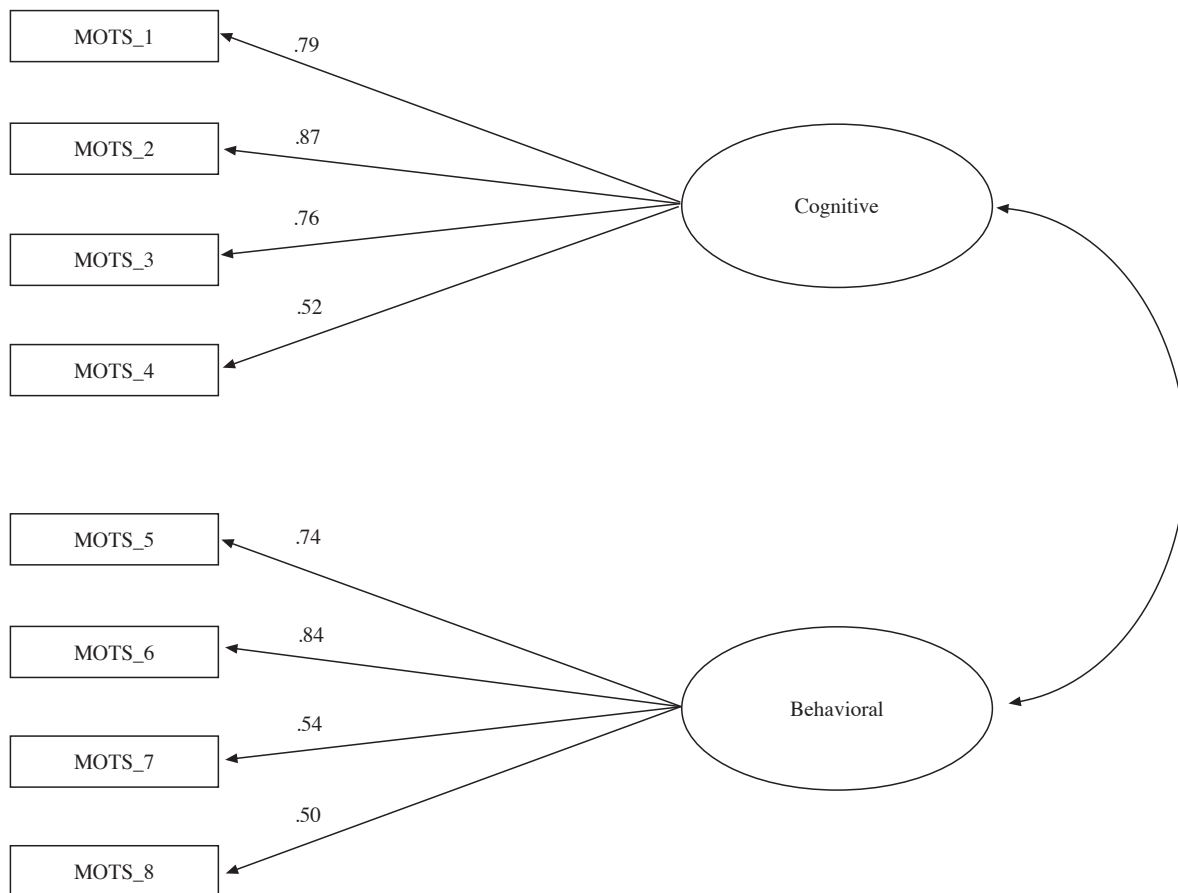 MOTS_1
.79
MOTS_2
.87
MOTS_3
.76
MOTS_4
.52
Cognitive
MOTS_5
.74
MOTS_6
.84
MOTS_7
.54
MOTS_8
.50
Behavioral